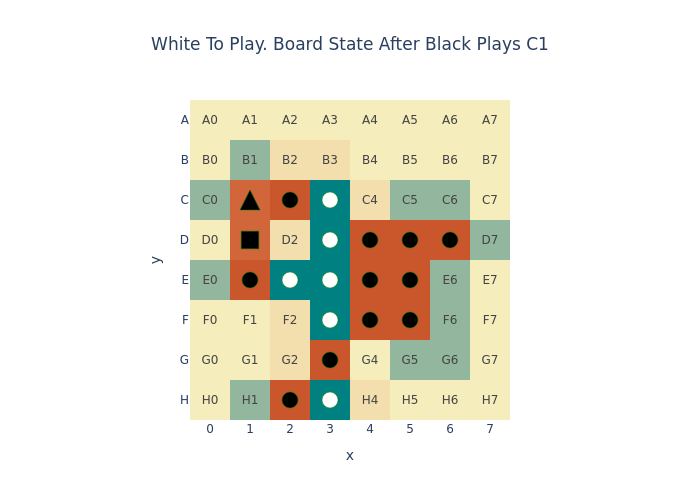 White To Play. Board State After Black Plays C1
A A0 A1 A2 A3 A4 A5 A6 A7
B B0 B1 B2 B3 B4 B5 B6 B7
C C0 C4 C5 C6 C7
D D0 D2 D7
y
E E0 E6 E7
F F0 F1 F2 F6 F7
G G0 G1 G2 G4 G5 G6 G7
H H0 H1 H4 H5 H6 H7
0 1 2 3 4 5 6 7
x